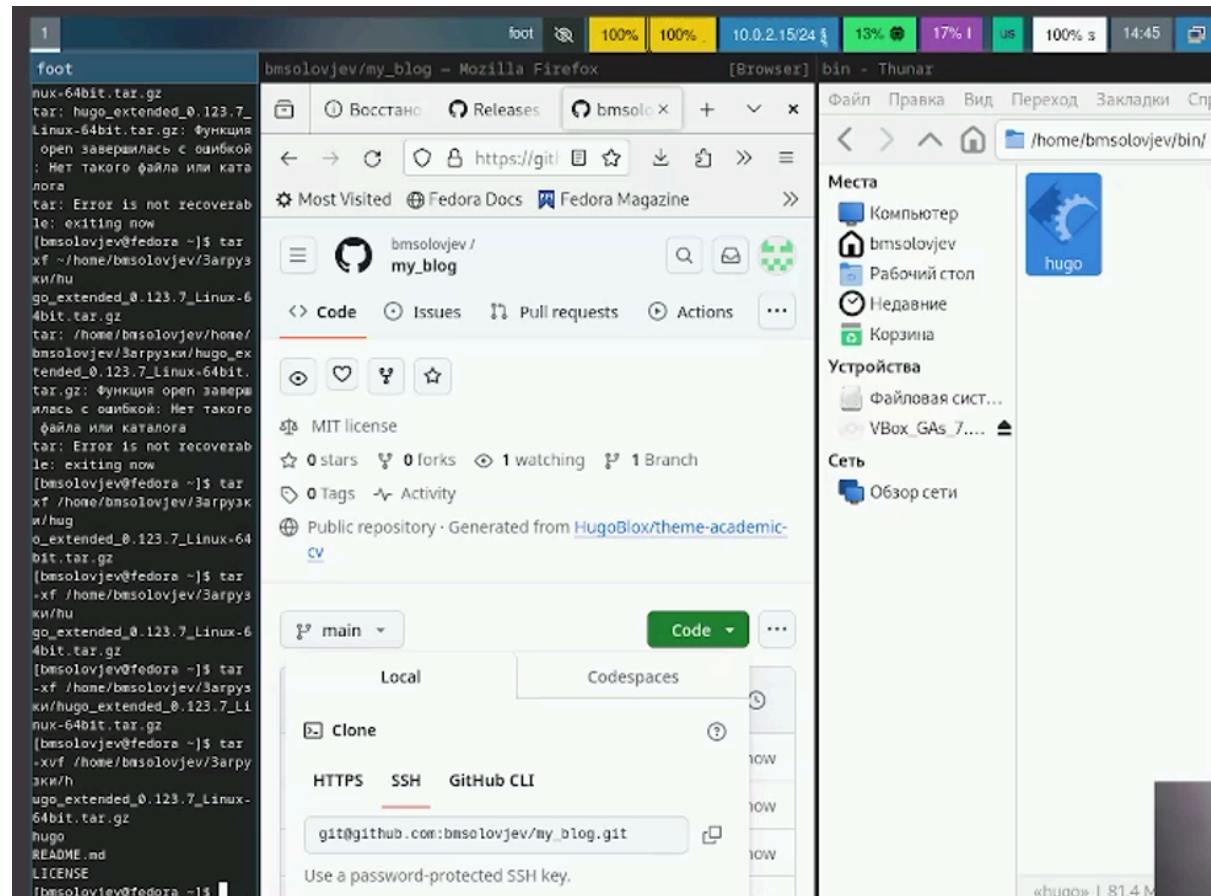 1
foot
100%
100%
10.0.2.15/24
13%
17%
us
100%
14:45
foot
nux-64bit.tar.gz
tar: hugo_extended_0.123.7_
Linux-64bit.tar.gz: Функция
open завершилась с ошибкой
: Нет такого файла или ката
лога
tar: Error is not recoverab
le: exiting now
[bmsolovjev@fedora ~]$ tar
xf ~/home/bmsolovjev/Загруз
ки/hu
go_extended_0.123.7_Linux-6
4bit.tar.gz
tar: /home/bmsolovjev/home/
bmsolovjev/Загрузки/hugo_ex
tended_0.123.7_Linux-64bit.
tar.gz: Функция open заверш
илась с ошибкой: Нет такого
файла или каталога
tar: Error is not recoverab
le: exiting now
[bmsolovjev@fedora ~]$ tar
xf /home/bmsolovjev/Загрузк
и/hug
o_extended_0.123.7_Linux-64
bit.tar.gz
[bmsolovjev@fedora ~]$ tar
-xf /home/bmsolovjev/Загруз
ки/hu
go_extended_0.123.7_Linux-6
4bit.tar.gz
[bmsolovjev@fedora ~]$ tar
-xf /home/bmsolovjev/Загруз
ки/hugo_extended_0.123.7_Li
nux-64bit.tar.gz
[bmsolovjev@fedora ~]$ tar
-xvf /home/bmsolovjev/Загру
зки/h
ugo_extended_0.123.7_Linux-
64bit.tar.gz
hugo
README.md
LICENSE
[bmsolovjev@fedora ~]$
bmsolovjev/my_blog — Mozilla Firefox [Browser]
Восстано
Releases
bmsolo
https://gitl
Most Visited Fedora Docs Fedora Magazine
bmsolovjev /
my_blog
Code Issues Pull requests Actions
MIT license
0 stars 0 forks 1 watching 1 Branch
0 Tags Activity
Public repository · Generated from HugoBlox/theme-academic-
cv
main Code
Local Codespaces
Clone
HTTPS SSH GitHub CLI
git@github.com:bmsolovjev/my_blog.git
Use a password-protected SSH key.
now
now
now
bin - Thunar
Файл Правка Вид Переход Закладки Спр
/home/bmsolovjev/bin/
Места
Компьютер
bmsolovjev
Рабочий стол
Недавние
Корзина
Устройства
Файловая сист...
VBox_GAs_7....
Сеть
Обзор сети
hugo
«hugo» | 81.4 М